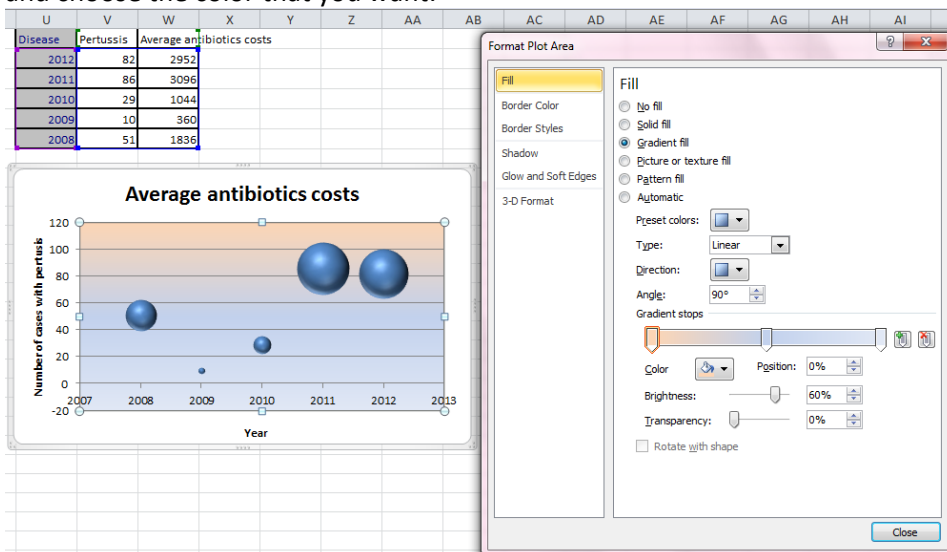 and choose the color that you want.
U V W X Y Z AA AB AC AD AE AF AG AH AI
Disease Pertussis Average antibiotics costs
2012 82 2952
2011 86 3096
2010 29 1044
2009 10 360
2008 51 1836
Average antibiotics costs
120
100
80
60
40
20
0
-20
Number of cases with pertusis
2007 2008 2009 2010 2011 2012 2013
Year
Format Plot Area
Fill
Border Color
Border Styles
Shadow
Glow and Soft Edges
3-D Format
Fill
No fill
Solid fill
Gradient fill
Picture or texture fill
Pattern fill
Automatic
Preset colors:
Type: Linear
Direction:
Angle: 90°
Gradient stops
Color Position: 0%
Brightness: 60%
Transparency: 0%
Rotate with shape
Close